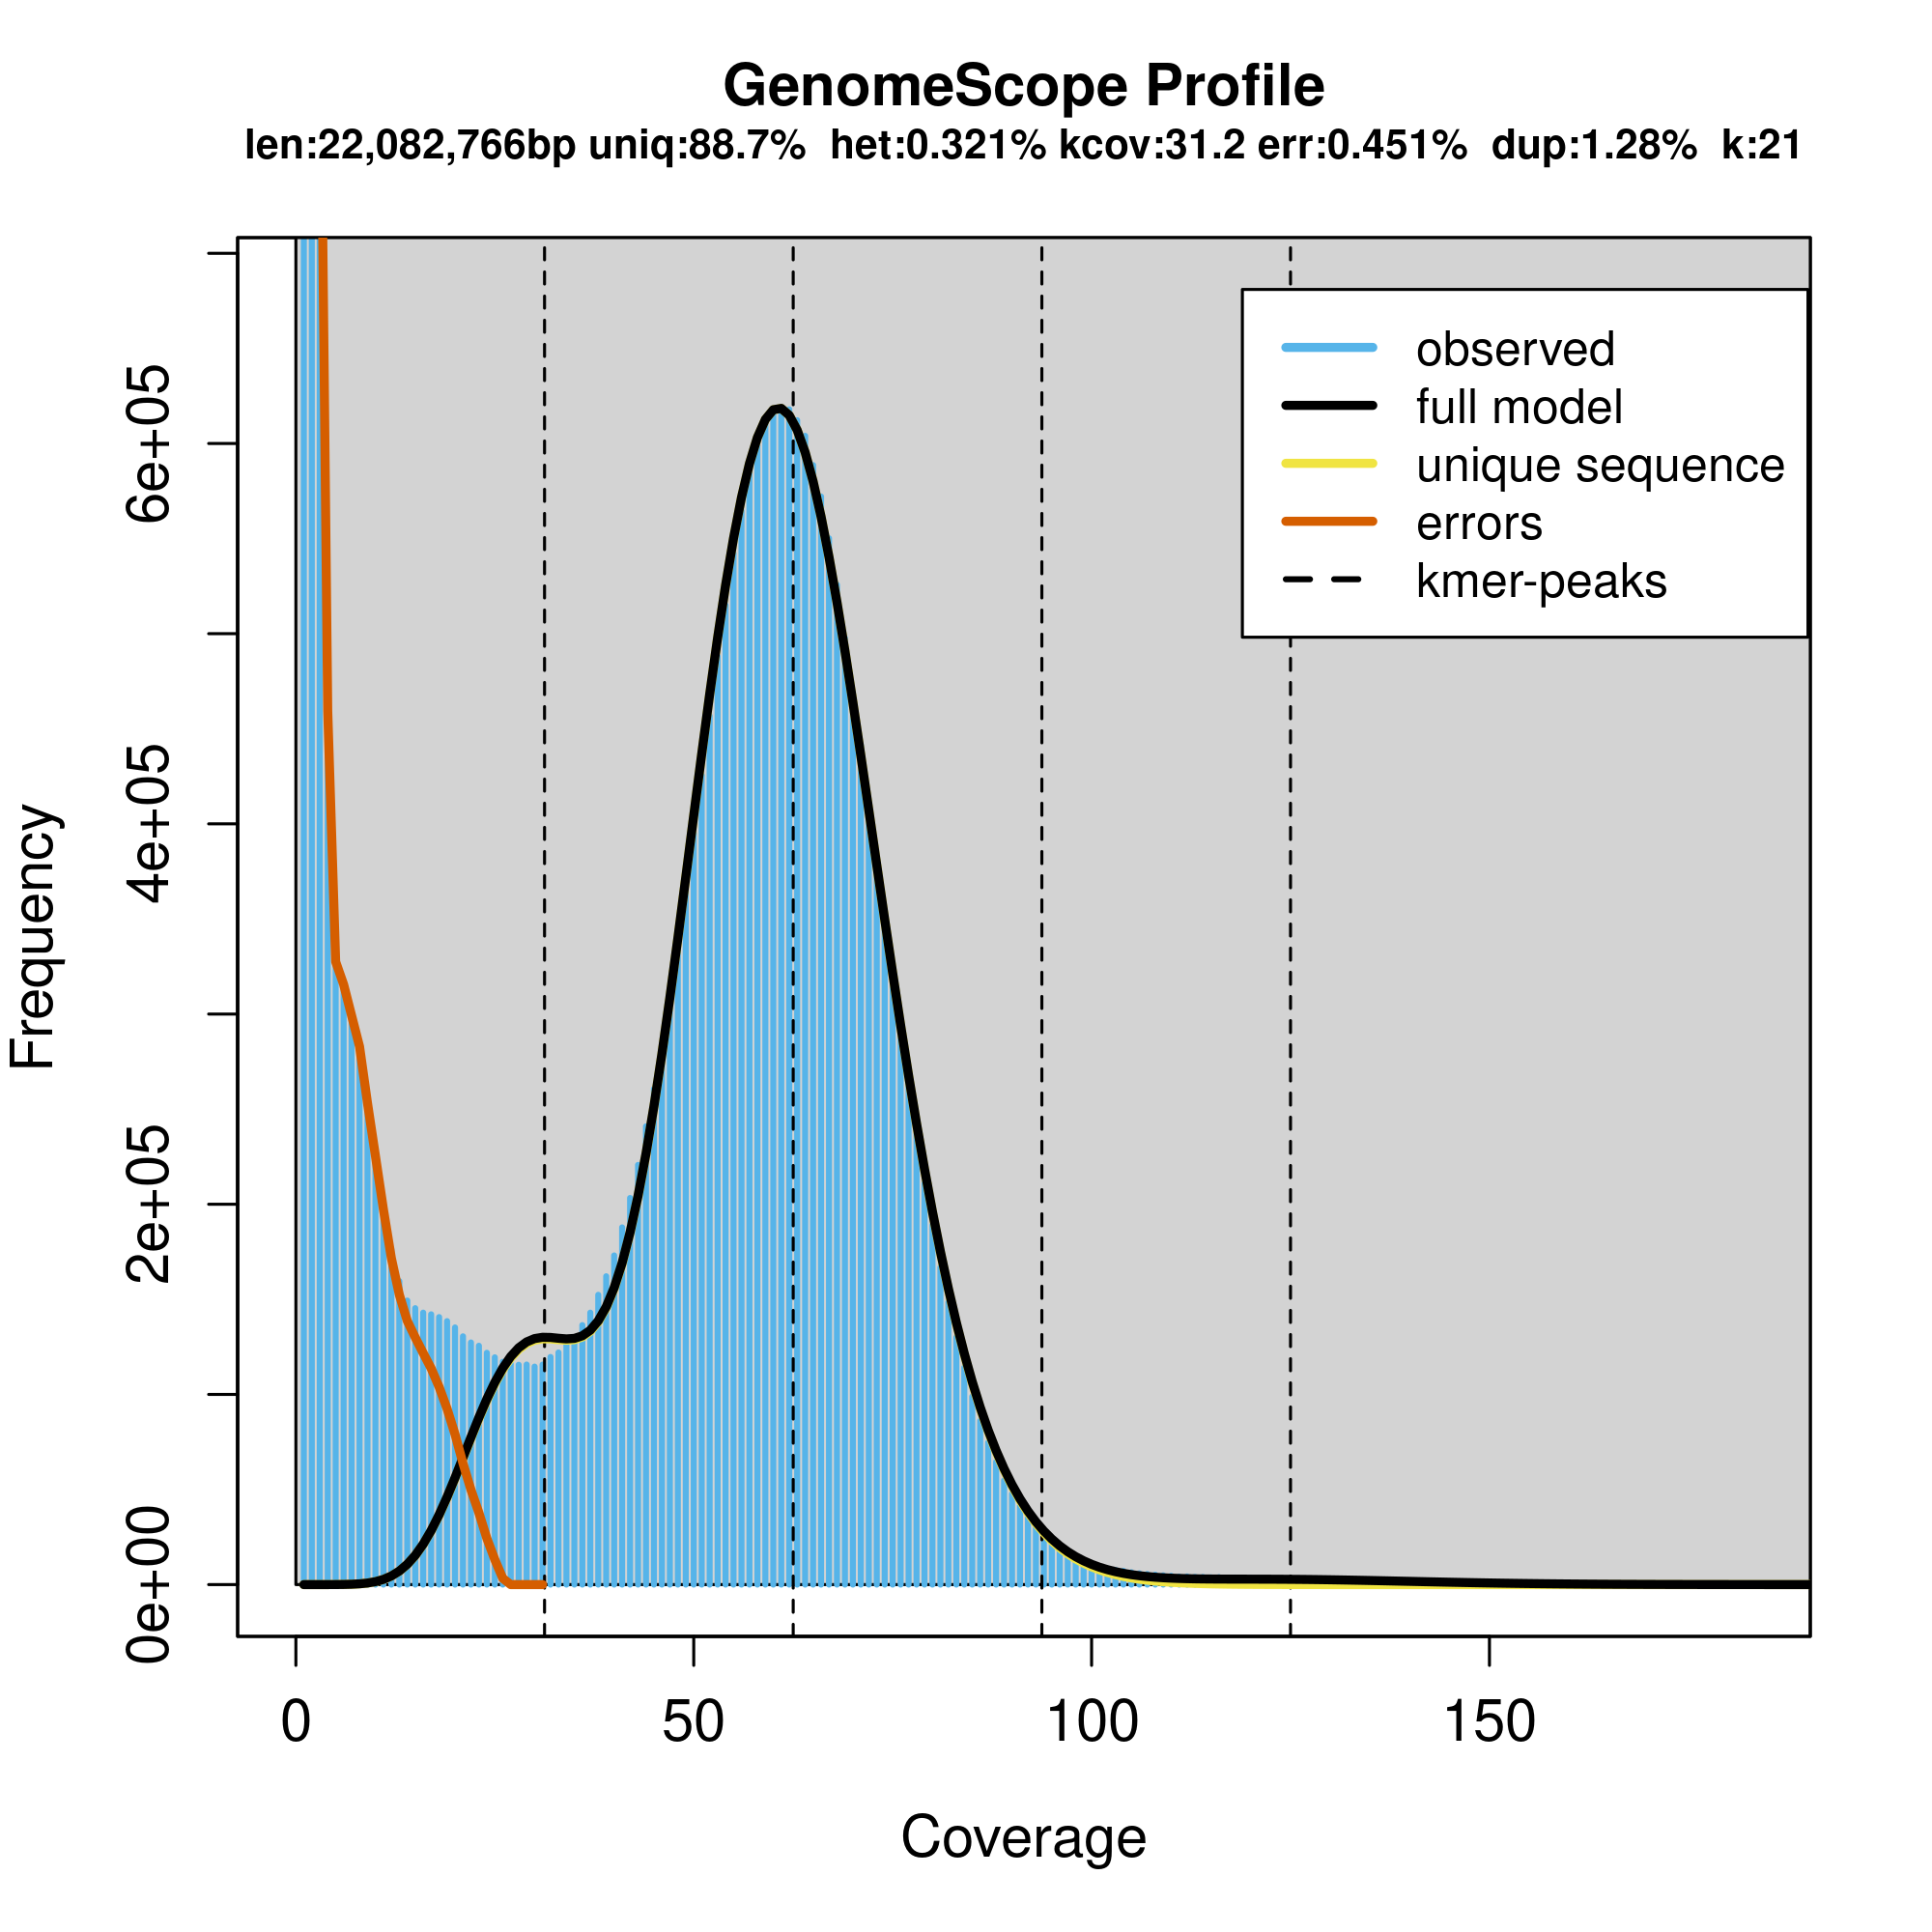 GenomeScope Profile
len:22,082,766bp uniq:88.7% het:0.321% kcov:31.2 err:0.451% dup:1.28% k:21
observed
full model
unique sequence
errors
kmer-peaks
Frequency
6e+05
4e+05
2e+05
0e+00
0 50 100 150
Coverage